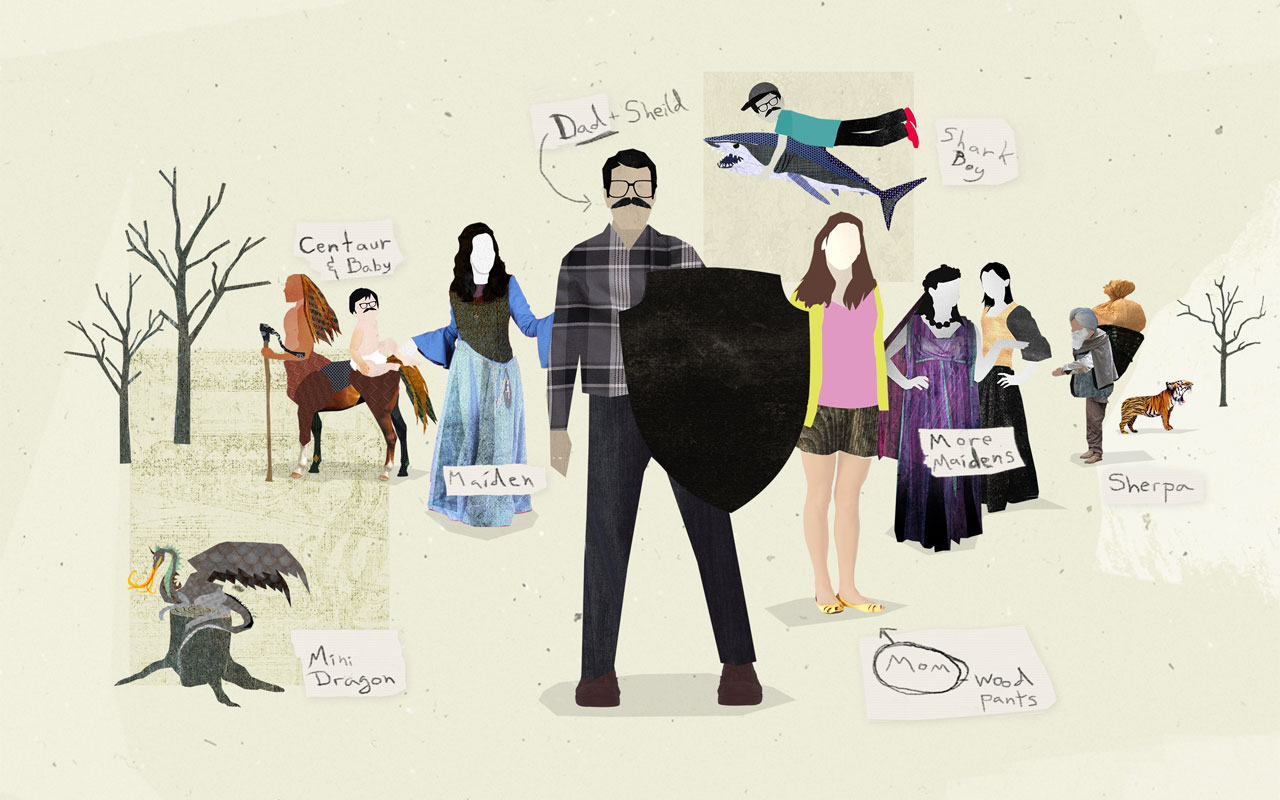 Dad + Sheild
Shark
Boy
Centaur
& Baby
Maiden
More
Maidens
Sherpa
Mini
Dragon
Mom - wood
pants